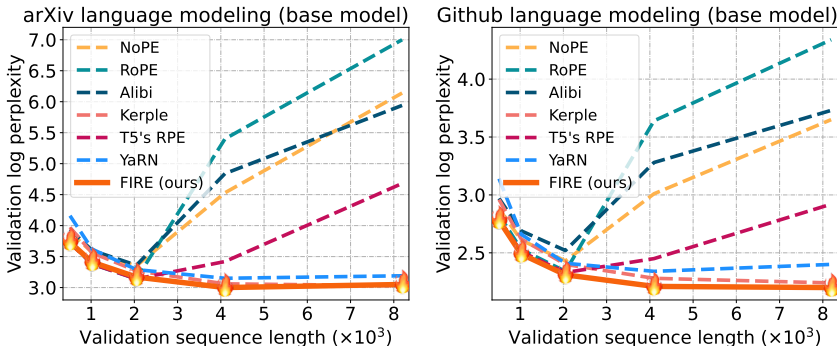 arXiv language modeling (base model)
Validation log perplexity
7.0
6.5
6.0
5.5
5.0
4.5
4.0
3.5
3.0
NoPE
RoPE
Alibi
Kerple
T5's RPE
YaRN
FIRE (ours)
1 2 3 4 5 6 7 8
Validation sequence length (×10³)
Github language modeling (base model)
Validation log perplexity
4.0
3.5
3.0
2.5
NoPE
RoPE
Alibi
Kerple
T5's RPE
YaRN
FIRE (ours)
1 2 3 4 5 6 7 8
Validation sequence length (×10³)